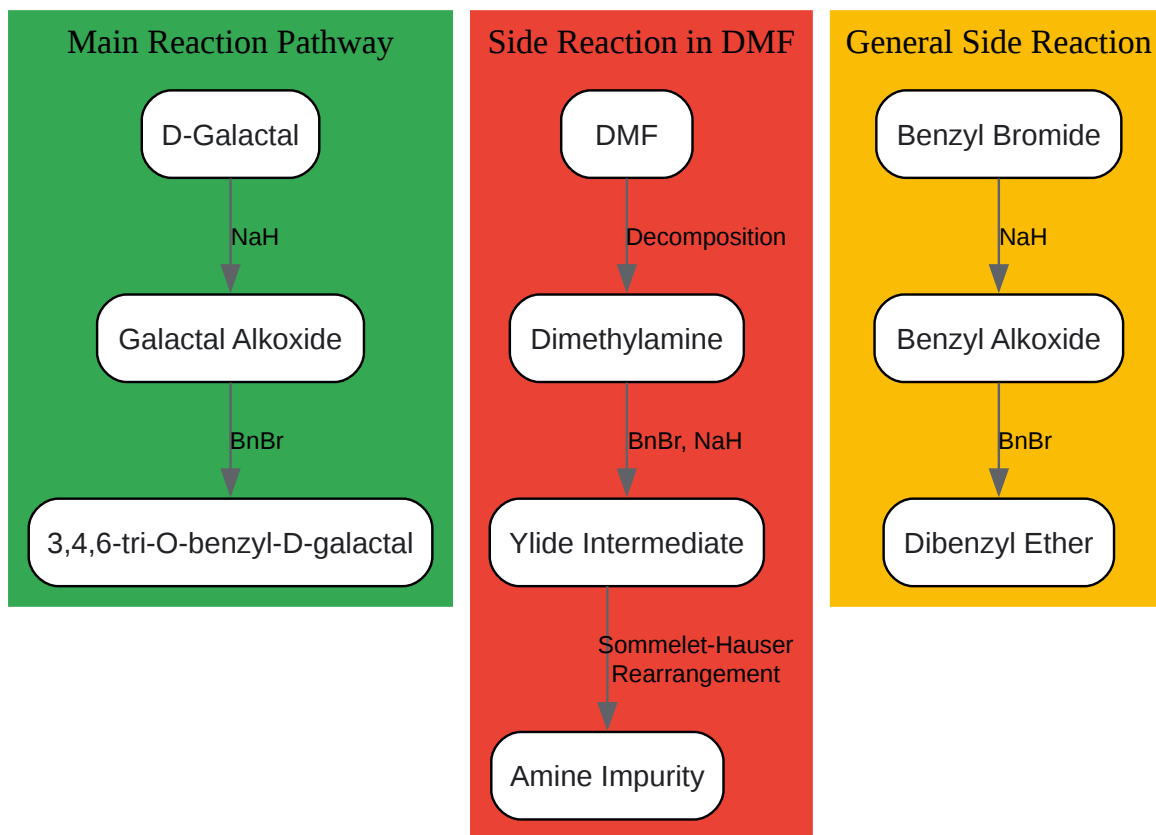 Main Reaction Pathway
D-Galactal
NaH
Galactal Alkoxide
BnBr
3,4,6-tri-O-benzyl-D-galactal
Side Reaction in DMF
DMF
Decomposition
Dimethylamine
BnBr, NaH
Ylide Intermediate
Sommelet-Hauser
Rearrangement
Amine Impurity
General Side Reaction
Benzyl Bromide
NaH
Benzyl Alkoxide
BnBr
Dibenzyl Ether